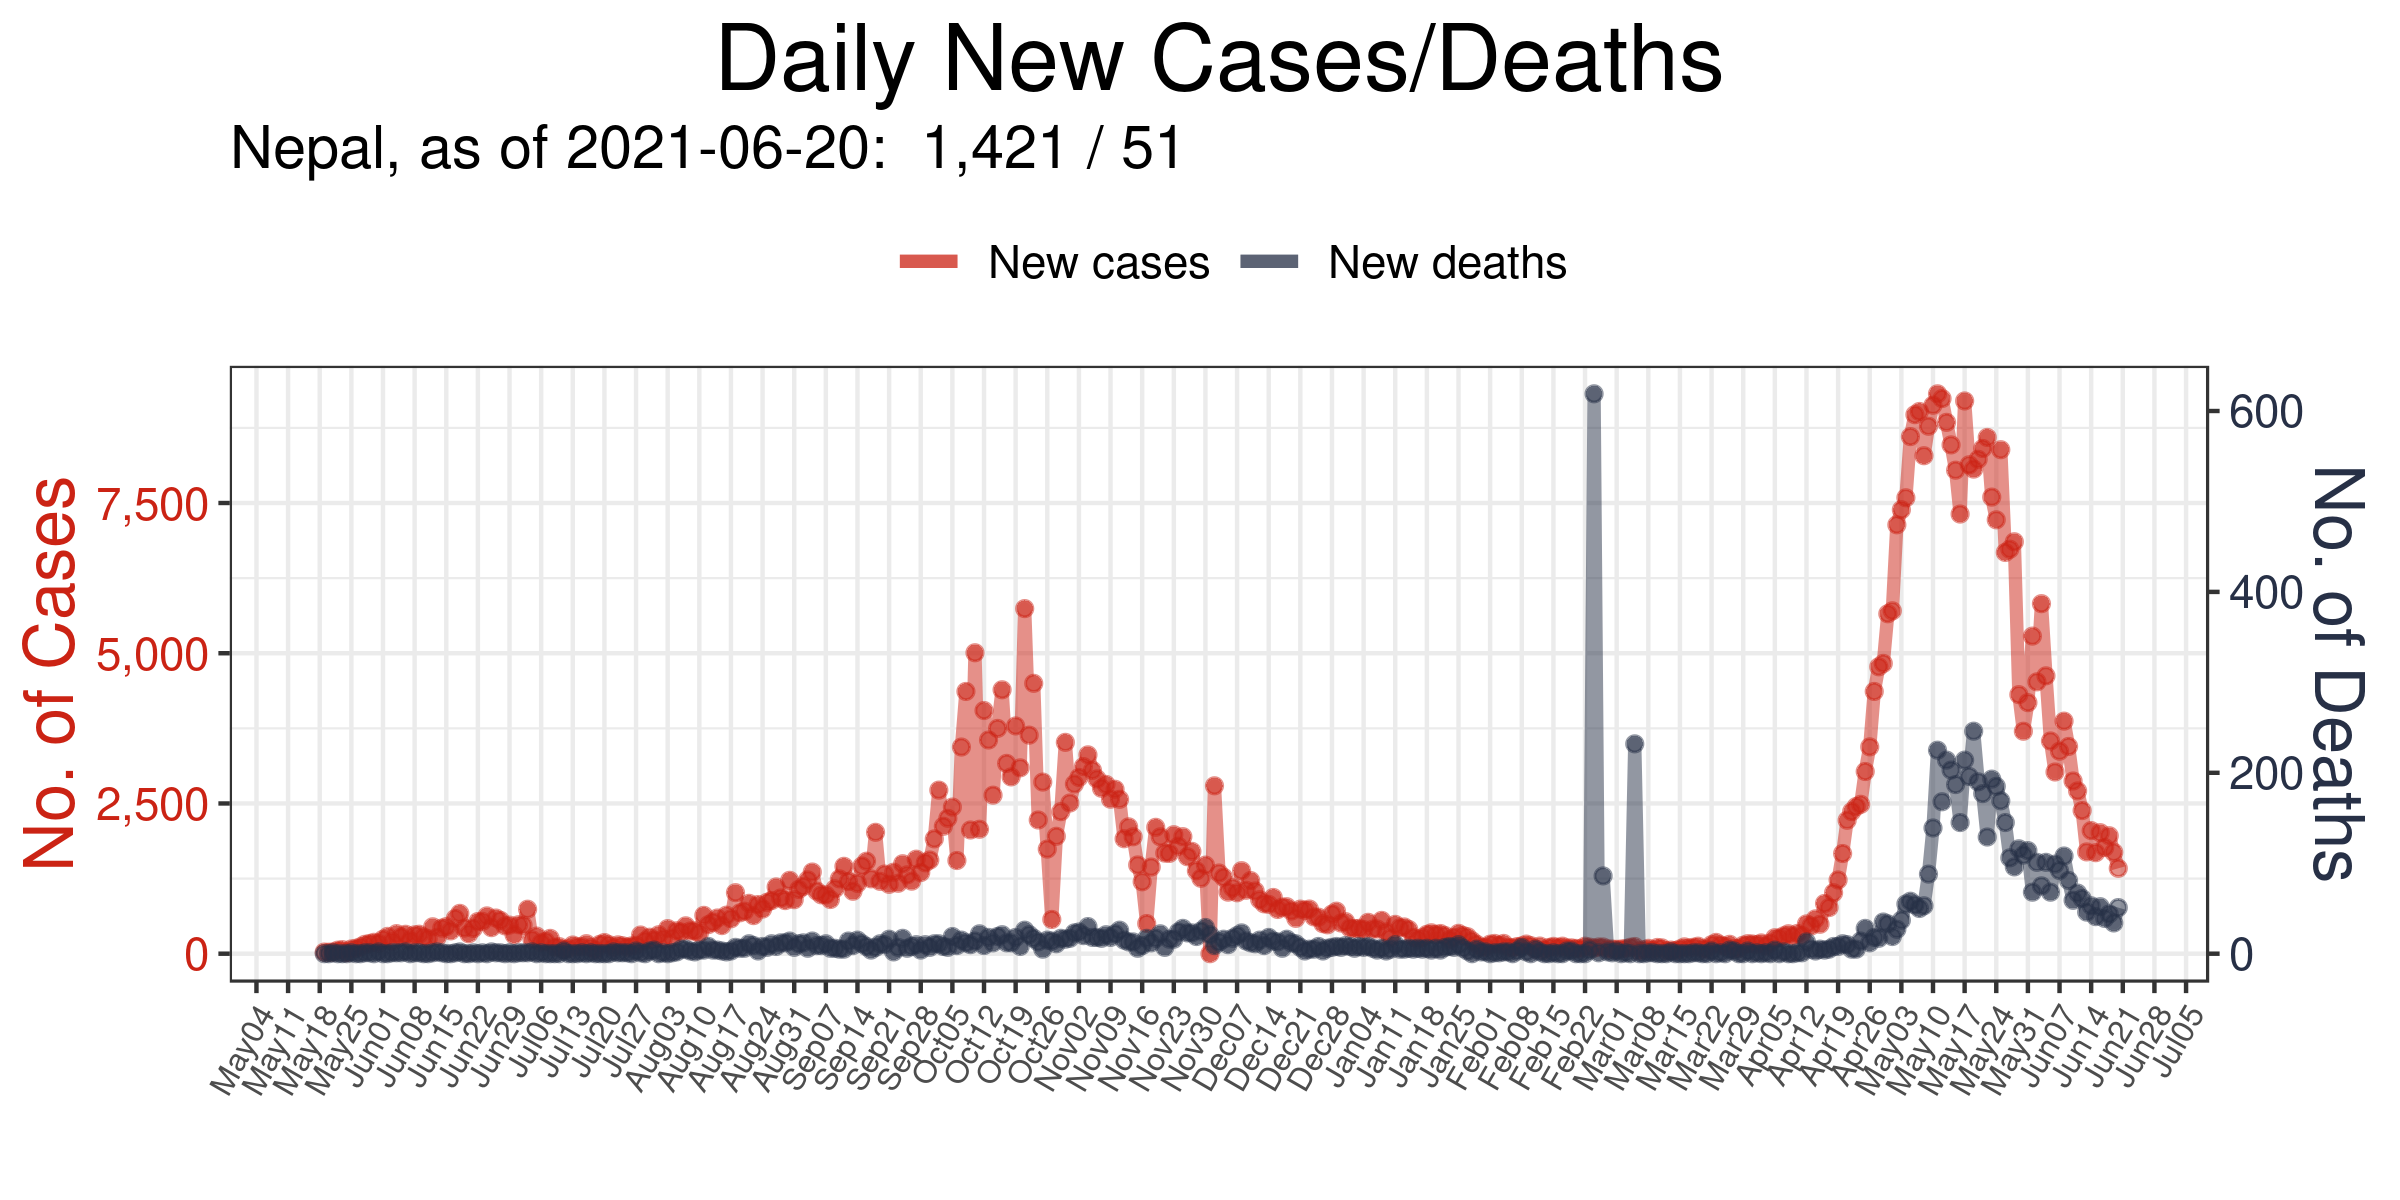 Daily New Cases/Deaths
Nepal, as of 2021-06-20:  1,421 / 51
New cases
New deaths
No. of Cases
7,500
5,000
2,500
0
600
400
200
0
No. of Deaths
May04
May11
May18
May25
Jun01
Jun08
Jun15
Jun22
Jun29
Jul06
Jul13
Jul20
Jul27
Aug03
Aug10
Aug17
Aug24
Aug31
Sep07
Sep14
Sep21
Sep28
Oct05
Oct12
Oct19
Oct26
Nov02
Nov09
Nov16
Nov23
Nov30
Dec07
Dec14
Dec21
Dec28
Jan04
Jan11
Jan18
Jan25
Feb01
Feb08
Feb15
Feb22
Mar01
Mar08
Mar15
Mar22
Mar29
Apr05
Apr12
Apr19
Apr26
May03
May10
May17
May24
May31
Jun07
Jun14
Jun21
Jun28
Jul05